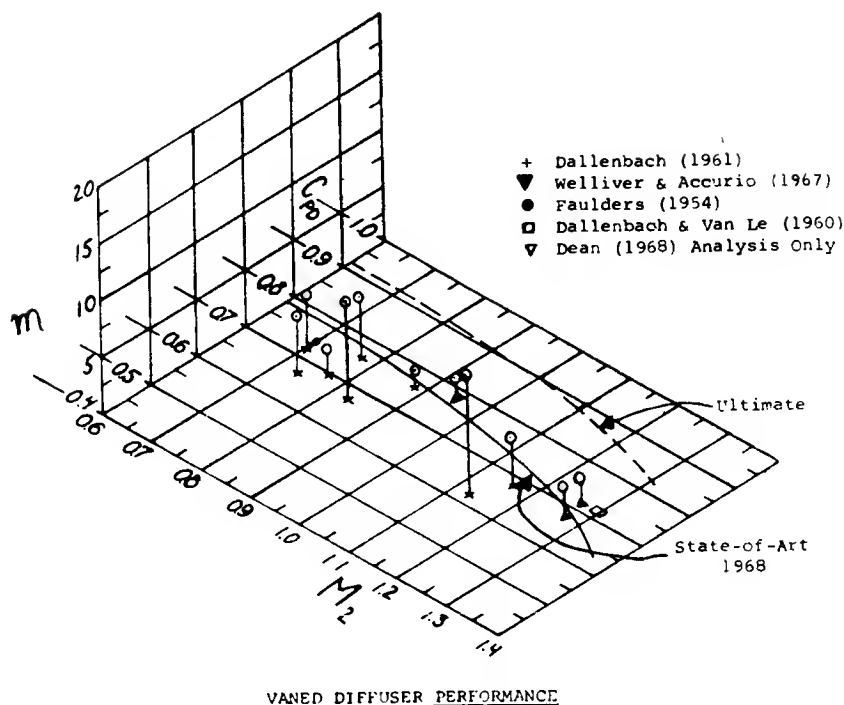 + Dallenbach (1961)
▼ Welliver & Accurio (1967)
● Faulders (1954)
◘ Dallenbach & Van Le (1960)
▽ Dean (1968) Analysis Only
20
15
10
5
m
C_PD
1.0
0.9
0.8
0.7
0.6
0.5
0.4
0.6
0.7
0.8
0.9
1.0
1.1
1.2
1.3
1.4
M_2
Ultimate
State-of-Art
1968
VANED DIFFUSER PERFORMANCE